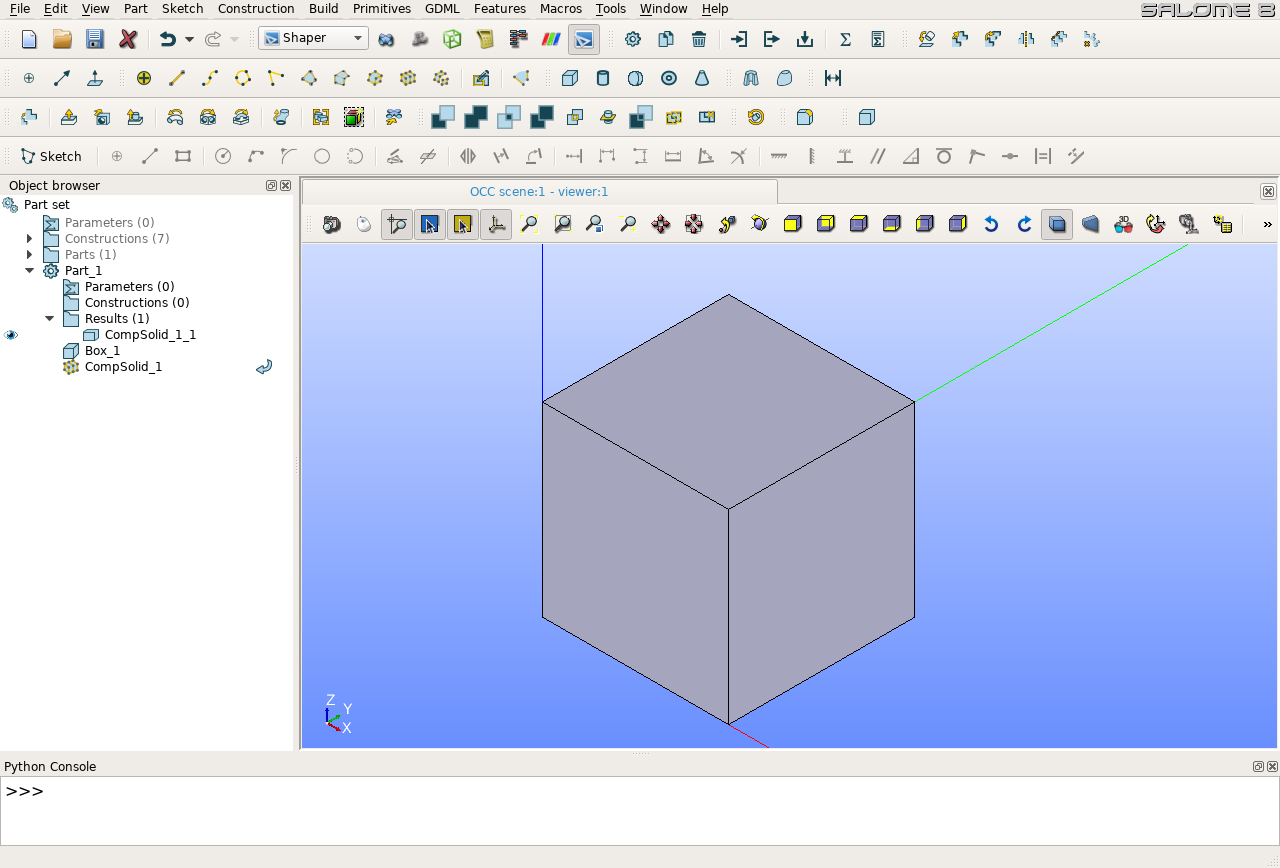 File Edit View Part Sketch Construction Build Primitives GDML Features Macros Tools Window Help
SALOME 8
Shaper
Sketch
Object browser
Part set
Parameters (0)
Constructions (7)
Parts (1)
Part_1
Parameters (0)
Constructions (0)
Results (1)
CompSolid_1_1
Box_1
CompSolid_1
OCC scene:1 - viewer:1
»
Z
Y
X
Python Console
>>>